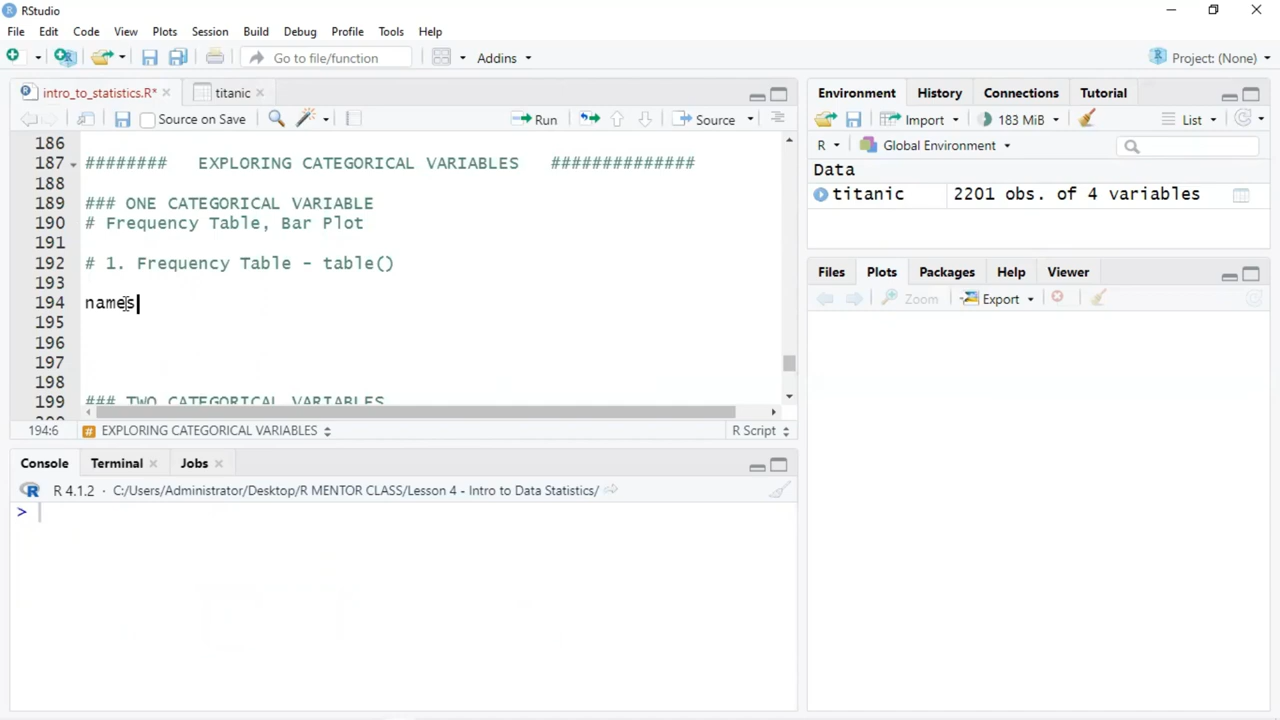 RStudio
File Edit Code View Plots Session Build Debug Profile Tools Help
Go to file/function Addins Project: (None)
intro_to_statistics.R* titanic
Source on Save Run Source
186
187 ######## EXPLORING CATEGORICAL VARIABLES ##############
188
189 ### ONE CATEGORICAL VARIABLE
190 # Frequency Table, Bar Plot
191
192 # 1. Frequency Table - table()
193
194 names
195
196
197
198
199 ### TWO CATEGORICAL VARIABLES
194:6 # EXPLORING CATEGORICAL VARIABLES R Script
Console Terminal Jobs
R 4.1.2 · C:/Users/Administrator/Desktop/R MENTOR CLASS/Lesson 4 - Intro to Data Statistics/
>
Environment History Connections Tutorial
Import 183 MiB List
R Global Environment
Data
titanic 2201 obs. of 4 variables
Files Plots Packages Help Viewer
Zoom Export